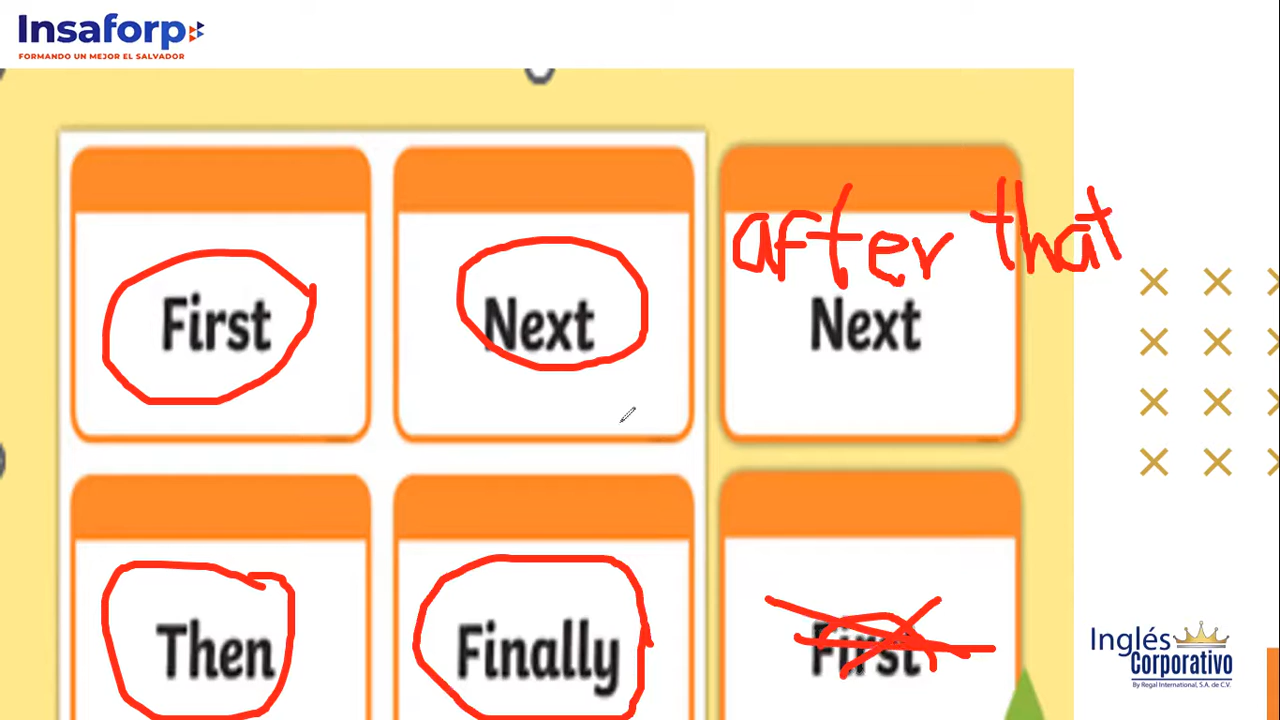 Insaforp
FORMANDO UN MEJOR EL SALVADOR
after that
First
Next
Next
Then
Finally
First
Inglés
Corporativo
By Regal International, S.A. de C.V.